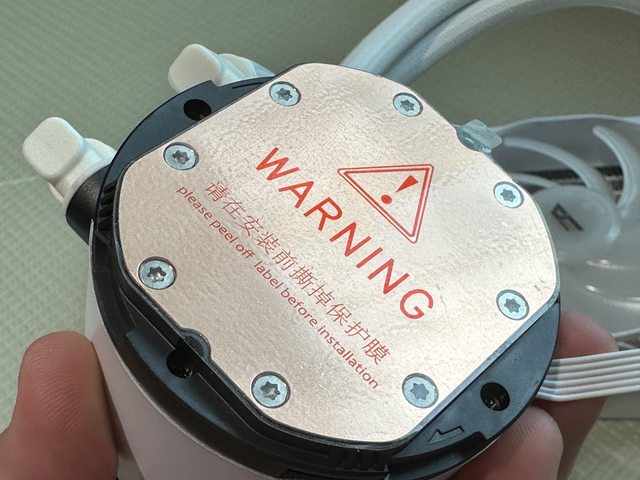 WARNING
请在安装前撕掉保护膜
please peel off label before installation